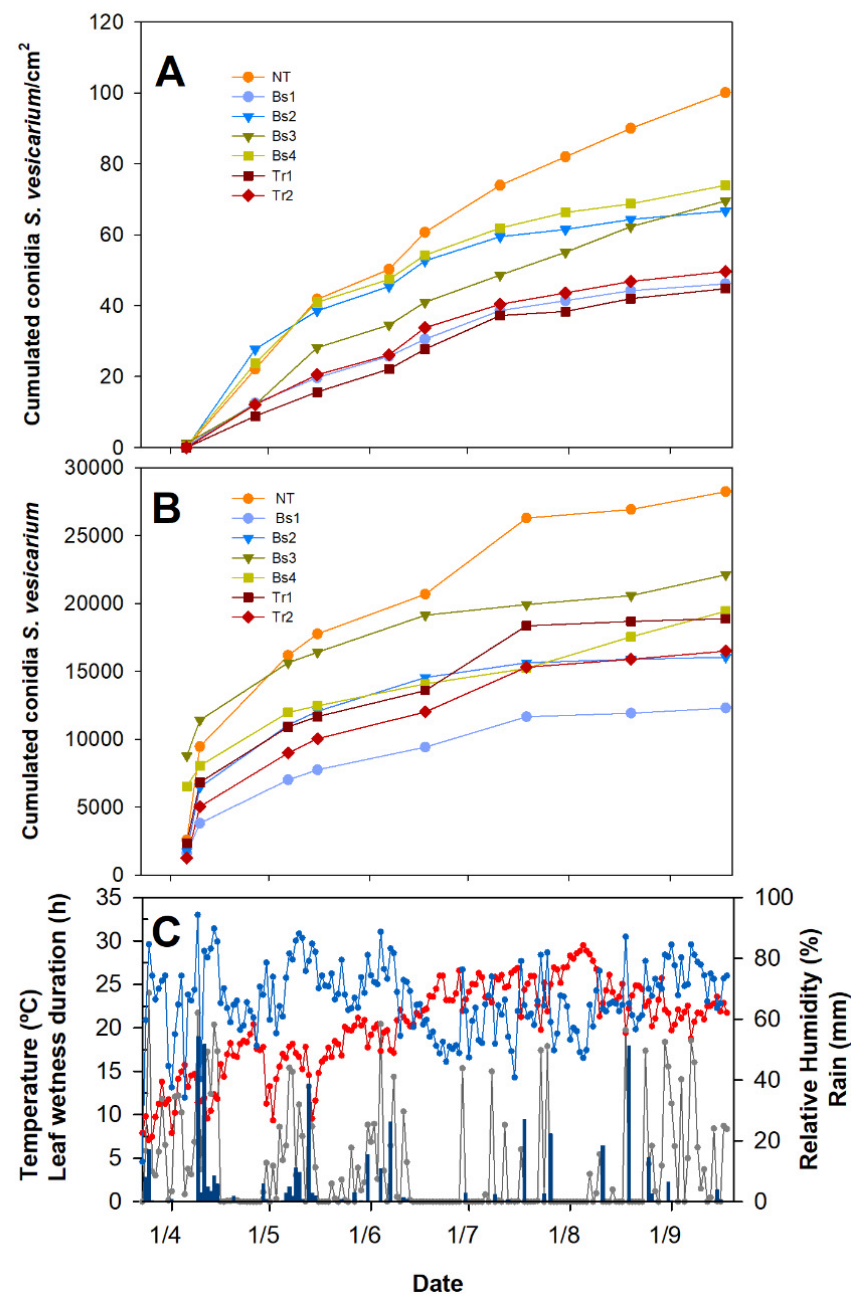 120
100
80
60
40
20
0
Cumulated conidia S. vesicarium/cm2
A
NT
Bs1
Bs2
Bs3
Bs4
Tr1
Tr2
30000
25000
20000
15000
10000
5000
0
Cumulated conidia S. vesicarium
B
NT
Bs1
Bs2
Bs3
Bs4
Tr1
Tr2
35
30
25
20
15
10
5
0
Temperature (ºC)
Leaf wetness duration (h)
C
100
80
60
40
20
0
Relative Humidity (%)
Rain (mm)
1/4 1/5 1/6 1/7 1/8 1/9
Date